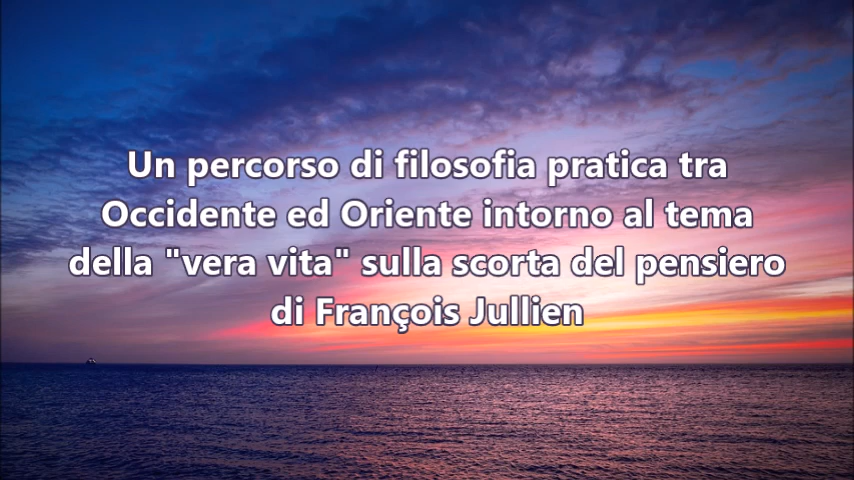 Un percorso di filosofia pratica tra
Occidente ed Oriente intorno al tema
della "vera vita" sulla scorta del pensiero
di François Jullien